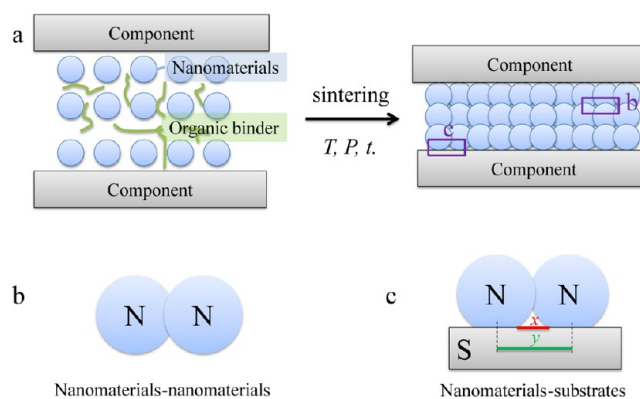 a
Component
Nanomaterials
Organic binder
Component
sintering
T, P, t.
Component
b
c
Component
b
N N
Nanomaterials-nanomaterials
c
N N
x
y
S
Nanomaterials-substrates